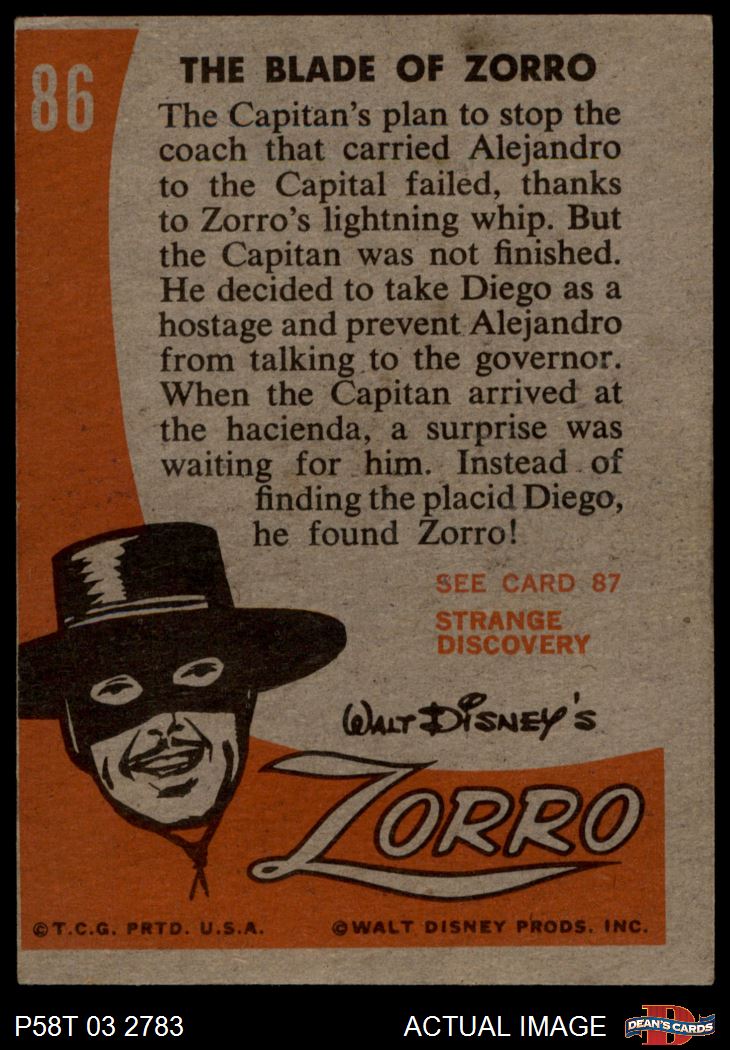 86
THE BLADE OF ZORRO
The Capitan's plan to stop the
coach that carried Alejandro
to the Capital failed, thanks
to Zorro's lightning whip. But
the Capitan was not finished.
He decided to take Diego as a
hostage and prevent Alejandro
from talking to the governor.
When the Capitan arrived at
the hacienda, a surprise was
waiting for him. Instead of
finding the placid Diego,
he found Zorro!
SEE CARD 87
STRANGE
DISCOVERY
WALT DISNEY'S
ZORRO
©T.C.G. PRTD. U.S.A.
©WALT DISNEY PRODS. INC.
P58T 03 2783
ACTUAL IMAGE
D
DEAN'S CARDS